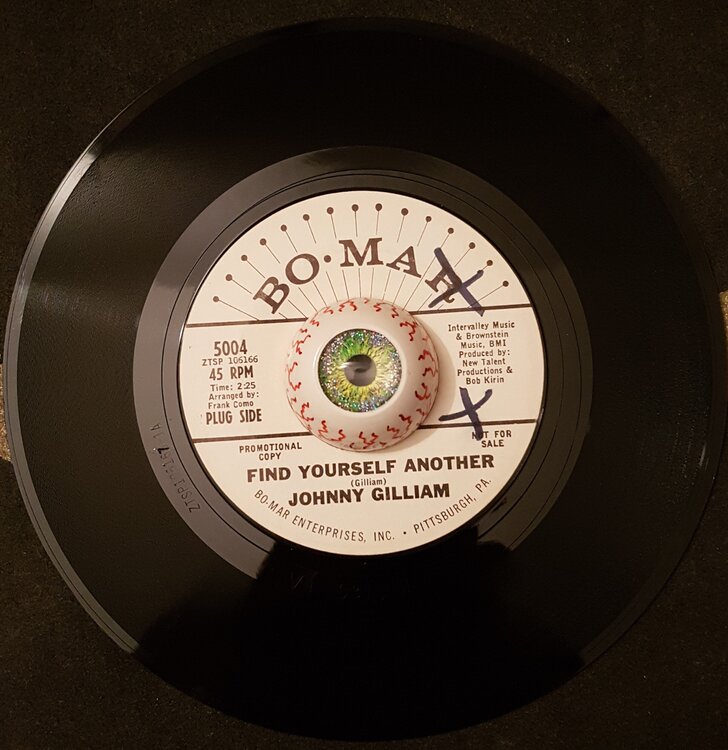 BO·MAR
5004
ZTSP 106166
45 RPM
Time: 2:25
Arranged by:
Frank Como
PLUG SIDE
Intervalley Music
& Brownstein
Music, BMI
Produced by:
New Talent
Productions &
Bob Kirin
PROMOTIONAL
COPY
NOT FOR
SALE
FIND YOURSELF ANOTHER
(Gilliam)
JOHNNY GILLIAM
BO-MAR ENTERPRISES, INC. • PITTSBURGH, PA.